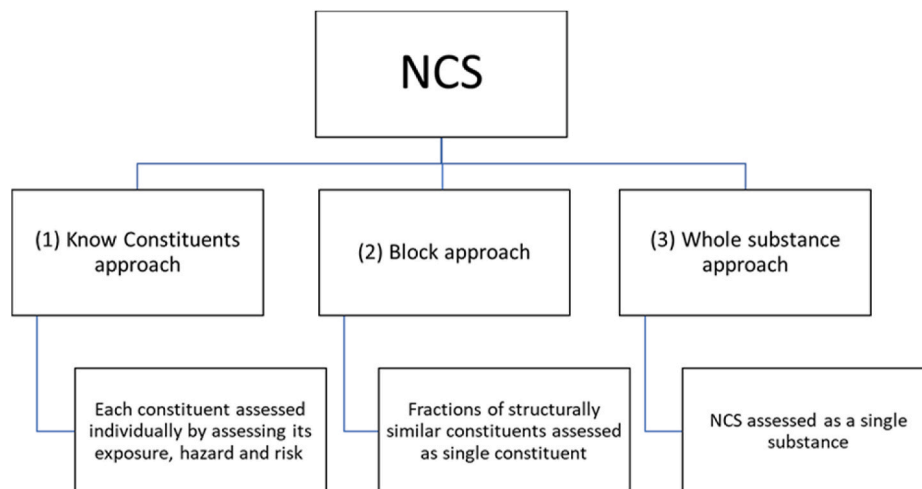 NCS
(1) Know Constituents
approach
(2) Block approach
(3) Whole substance
approach
Each constituent assessed
individually by assessing its
exposure, hazard and risk
Fractions of structurally
similar constituents assessed
as single constituent
NCS assessed as a single
substance